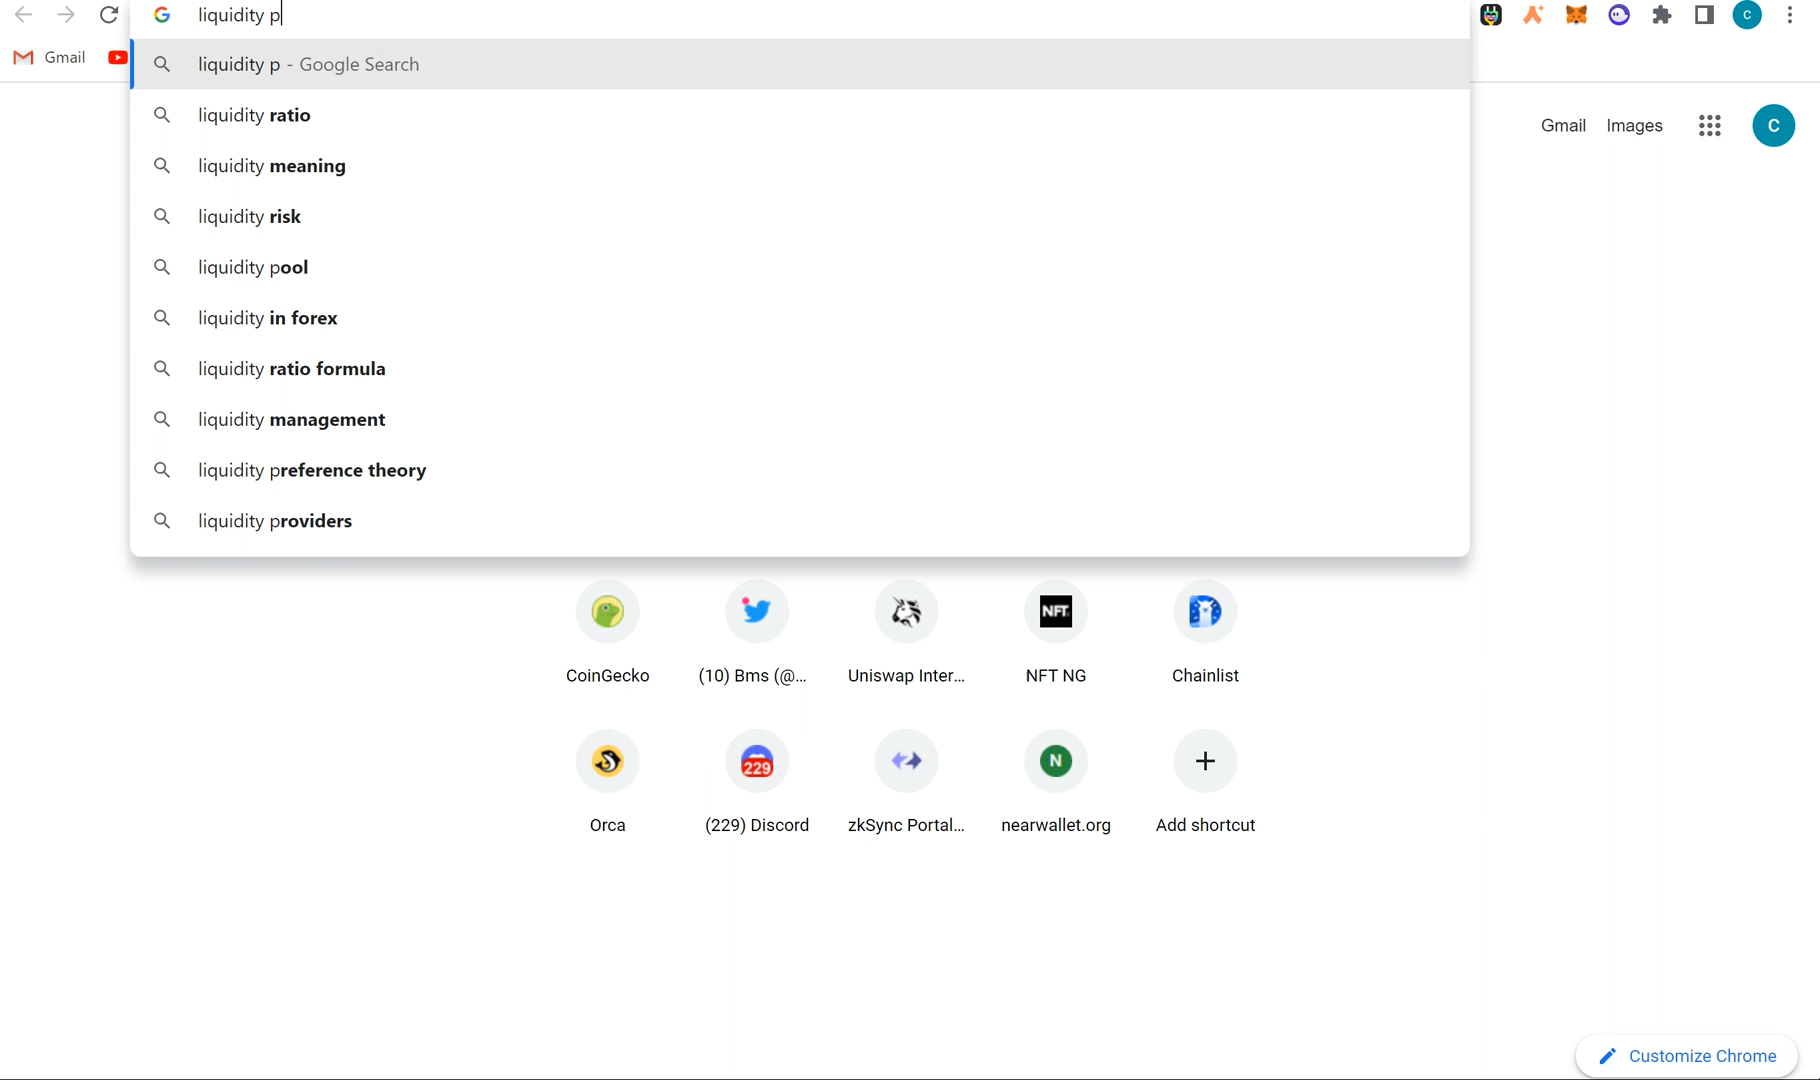 liquidity p
Gmail
liquidity p - Google Search
liquidity ratio
liquidity meaning
liquidity risk
liquidity pool
liquidity in forex
liquidity ratio formula
liquidity management
liquidity preference theory
liquidity providers
C
Gmail Images
C
NFT
CoinGecko (10) Bms (@... Uniswap Inter... NFT NG Chainlist
229 N
Orca (229) Discord zkSync Portal... nearwallet.org Add shortcut
Customize Chrome